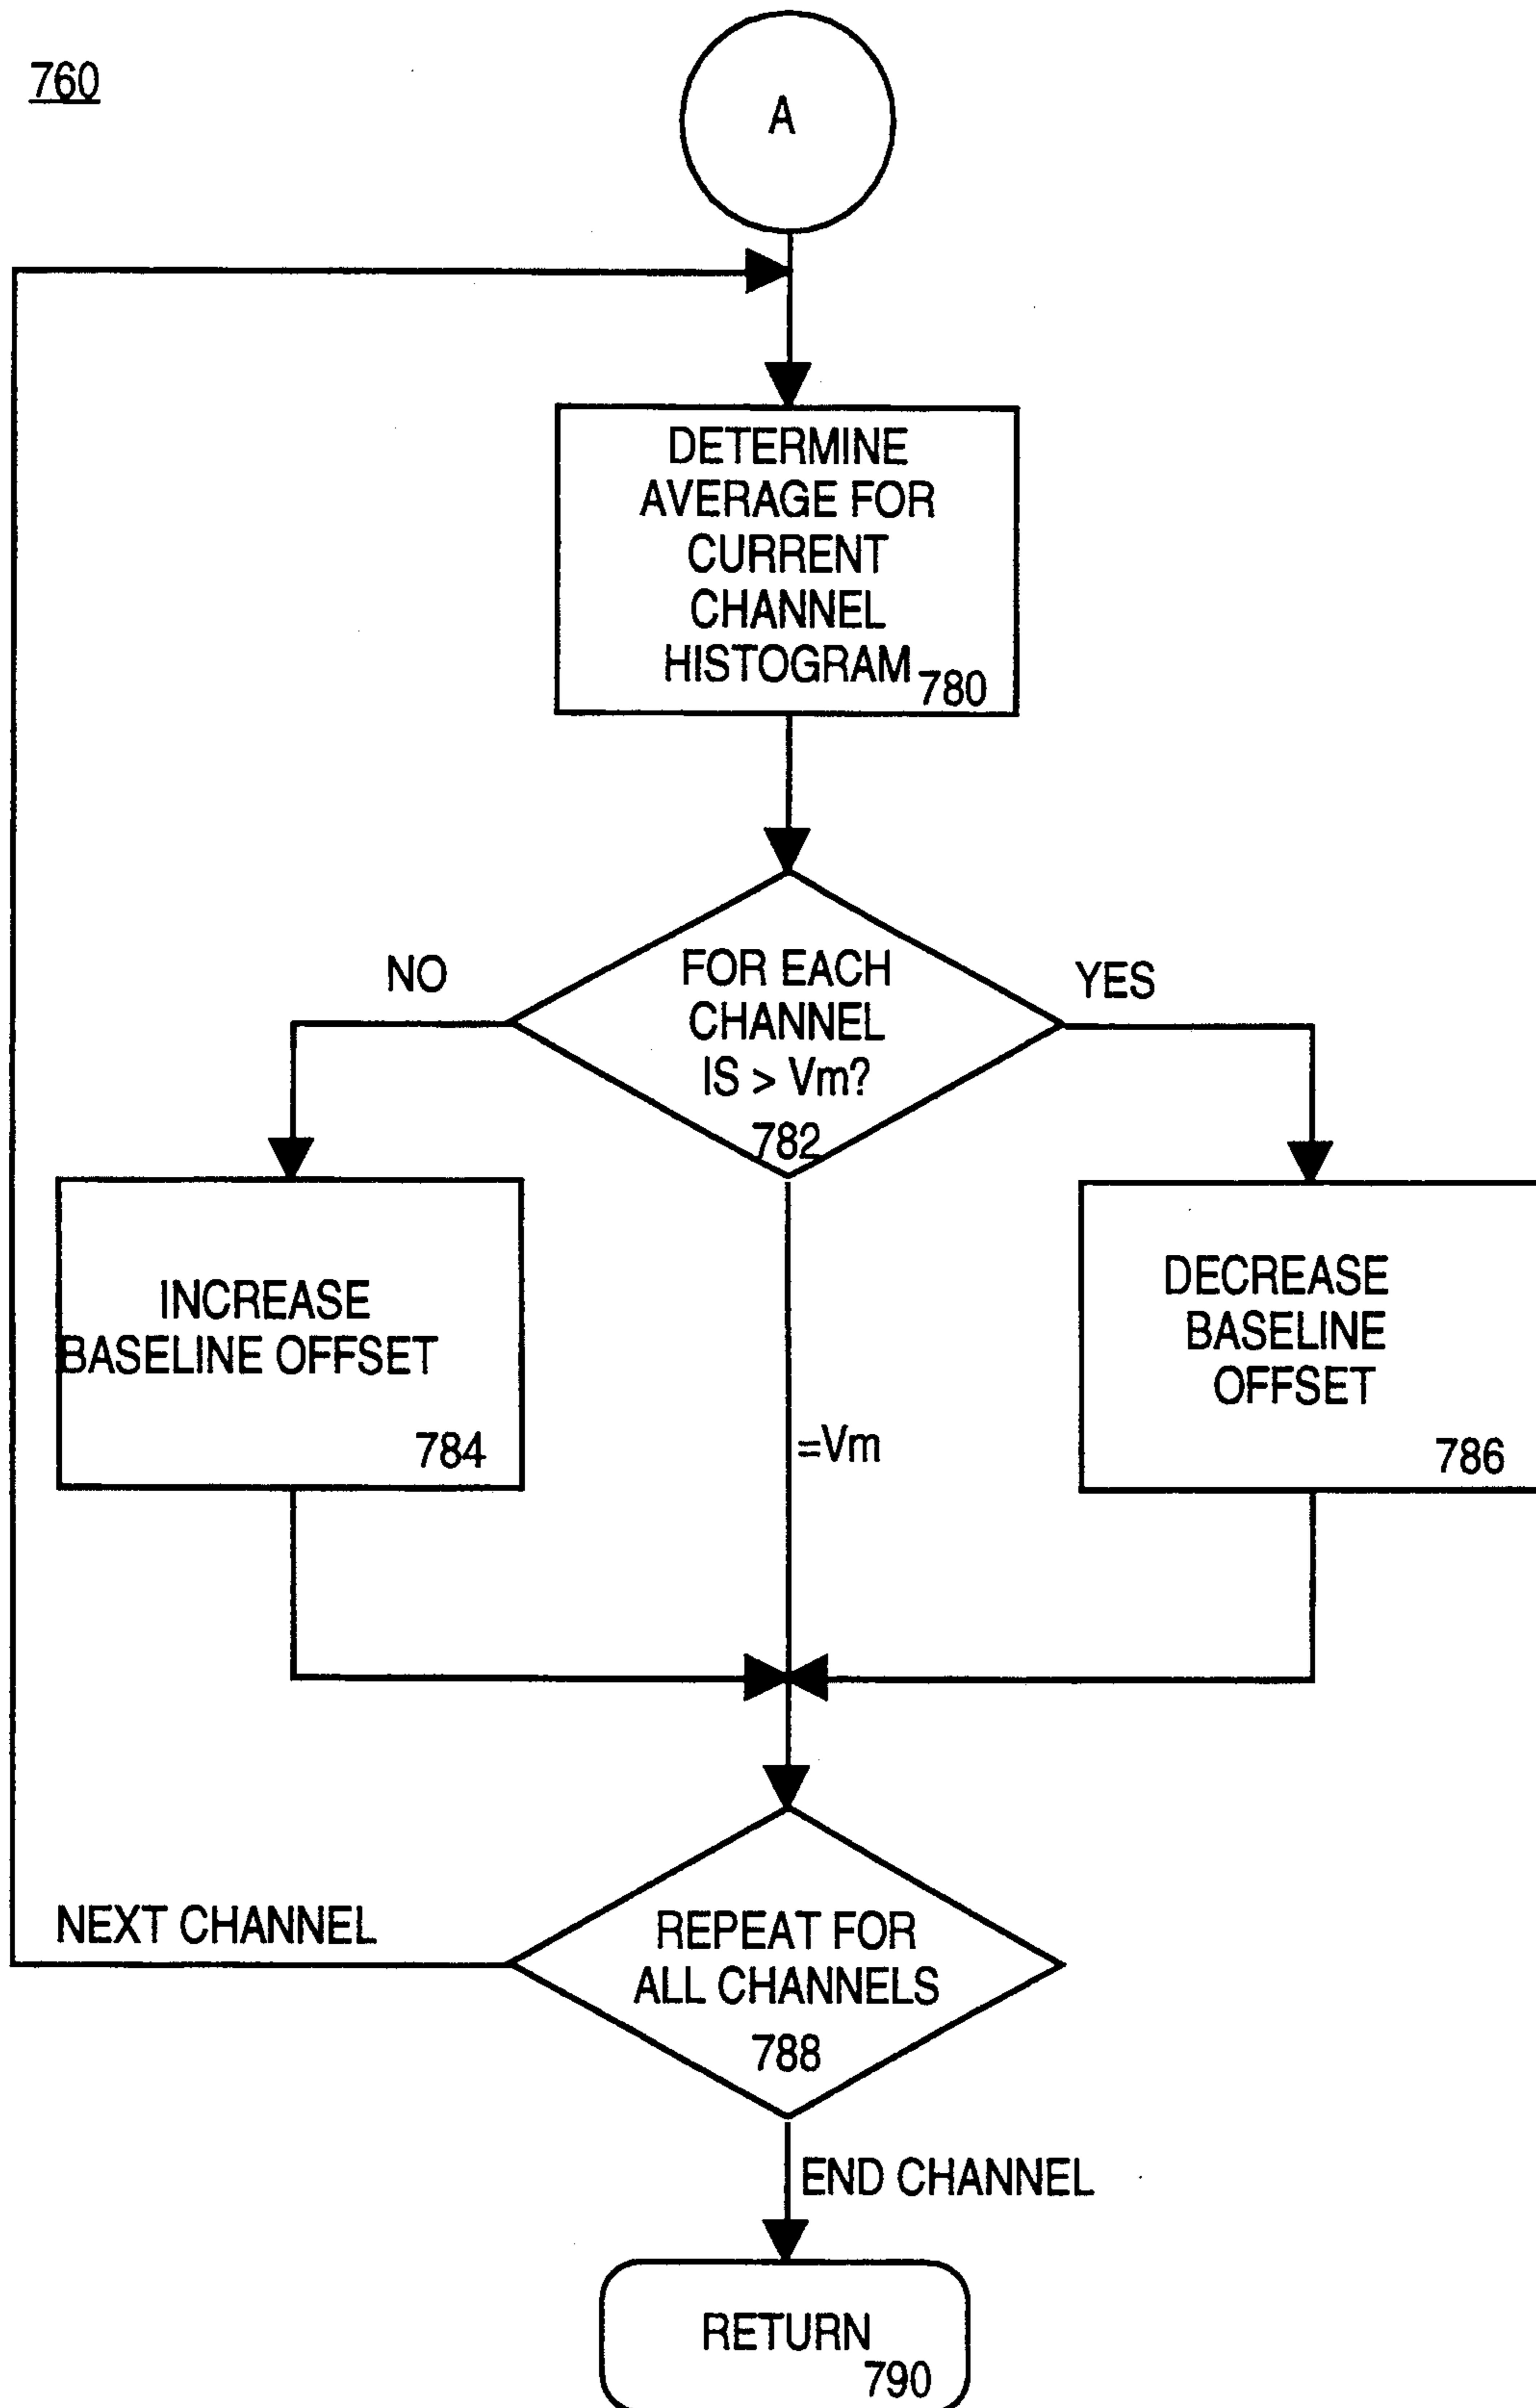 760
A
DETERMINE
AVERAGE FOR
CURRENT
CHANNEL
HISTOGRAM
780
NO
FOR EACH
CHANNEL
IS > Vm?
782
YES
INCREASE
BASELINE OFFSET
784
=Vm
DECREASE
BASELINE
OFFSET
786
NEXT CHANNEL
REPEAT FOR
ALL CHANNELS
788
END CHANNEL
RETURN
790